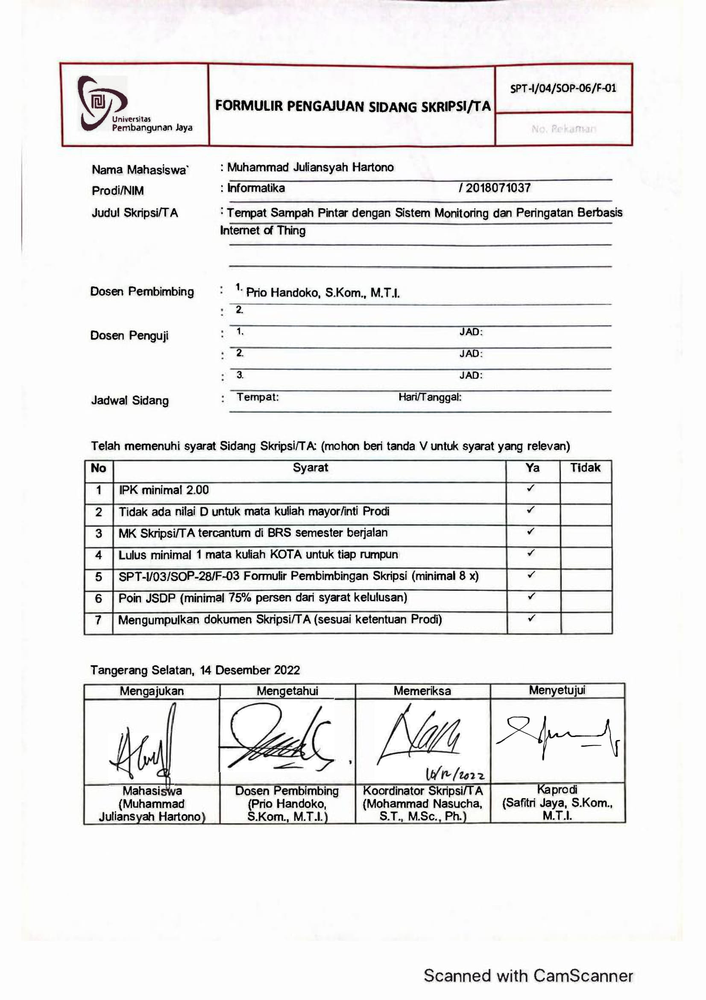 Universitas
Pembangunan Jaya
FORMULIR PENGAJUAN SIDANG SKRIPSI/TA
SPT-I/04/SOP-06/F-01
No. Rekaman
Nama Mahasiswa` : Muhammad Juliansyah Hartono
Prodi/NIM : Informatika / 2018071037
Judul Skripsi/TA : Tempat Sampah Pintar dengan Sistem Monitoring dan Peringatan Berbasis
Internet of Thing
Dosen Pembimbing : 1. Prio Handoko, S.Kom., M.T.I.
: 2.
Dosen Penguji : 1. JAD:
: 2. JAD:
: 3. JAD:
Jadwal Sidang : Tempat: Hari/Tanggal:
Telah memenuhi syarat Sidang Skripsi/TA: (mohon beri tanda V untuk syarat yang relevan)
No Syarat Ya Tidak
1 IPK minimal 2.00 ✓
2 Tidak ada nilai D untuk mata kuliah mayor/inti Prodi ✓
3 MK Skripsi/TA tercantum di BRS semester berjalan ✓
4 Lulus minimal 1 mata kuliah KOTA untuk tiap rumpun ✓
5 SPT-I/03/SOP-28/F-03 Formulir Pembimbingan Skripsi (minimal 8 x) ✓
6 Poin JSDP (minimal 75% persen dari syarat kelulusan) ✓
7 Mengumpulkan dokumen Skripsi/TA (sesuai ketentuan Prodi) ✓
Tangerang Selatan, 14 Desember 2022
Mengajukan Mengetahui Memeriksa Menyetujui
16/12/2022
Mahasiswa Dosen Pembimbing Koordinator Skripsi/TA Kaprodi
(Muhammad (Prio Handoko, (Mohammad Nasucha, (Safitri Jaya, S.Kom.,
Juliansyah Hartono) S.Kom., M.T.I.) S.T., M.Sc., Ph.) M.T.I.
Scanned with CamScanner